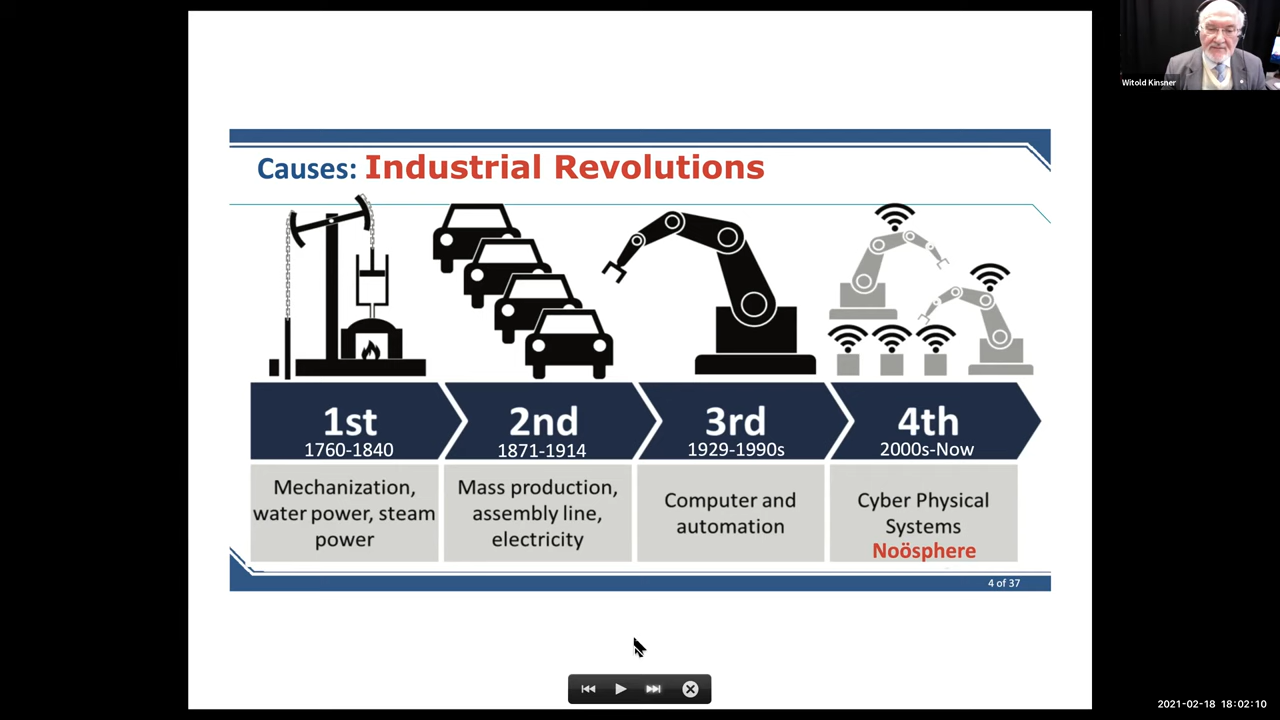 Witold Kinsner
Causes: Industrial Revolutions
1st
1760-1840
2nd
1871-1914
3rd
1929-1990s
4th
2000s-Now
Mechanization,
water power, steam
power
Mass production,
assembly line,
electricity
Computer and
automation
Cyber Physical
Systems
Noösphere
4 of 37
2021-02-18 18:02:10